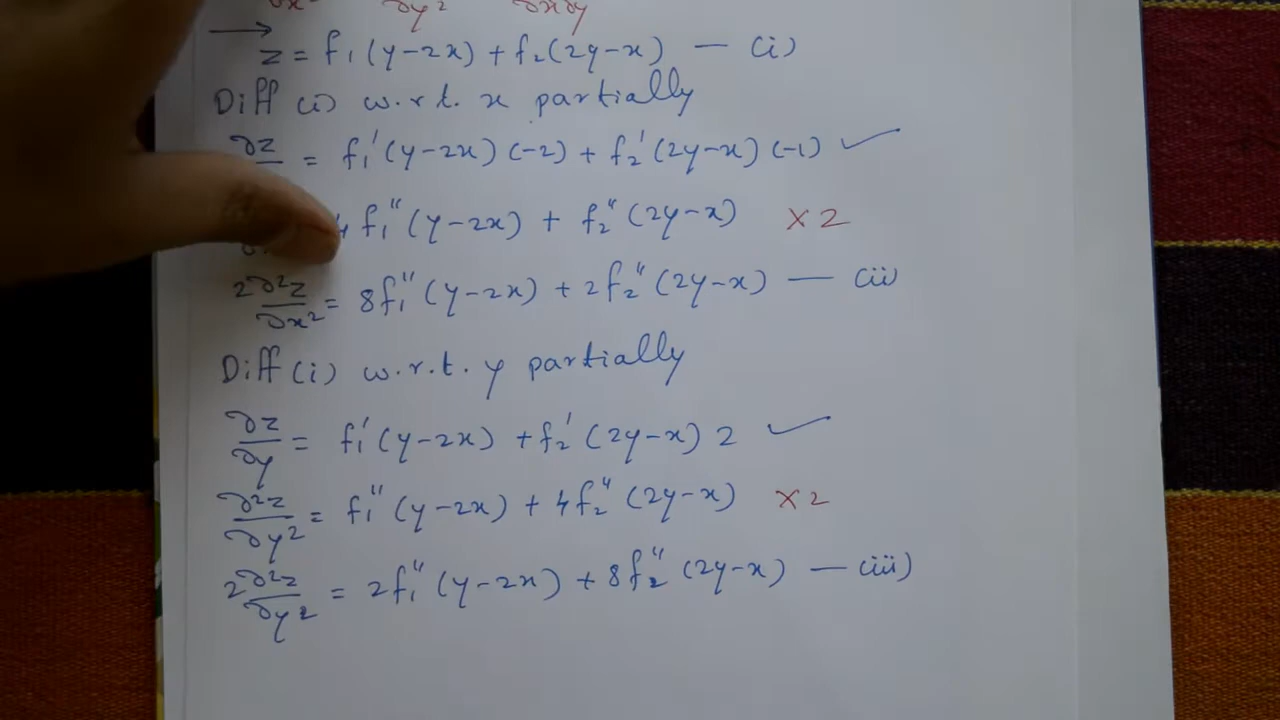 ∂x ∂y² ∂x∂y
z = f₁(y-2x) + f₂(2y-x) — (i)
Diff (i) w.r.t. x partially
∂z = f₁'(y-2x)(-2) + f₂'(2y-x)(-1) ✓
4 f₁''(y-2x) + f₂''(2y-x) ×2
2∂²z/∂x² = 8f₁''(y-2x) + 2f₂''(2y-x) — (ii)
Diff (i) w.r.t. y partially
∂z/∂y = f₁'(y-2x) + f₂'(2y-x) 2 ✓
∂²z/∂y² = f₁''(y-2x) + 4f₂''(2y-x) ×2
2∂²z/∂y² = 2f₁''(y-2x) + 8f₂''(2y-x) — (iii)